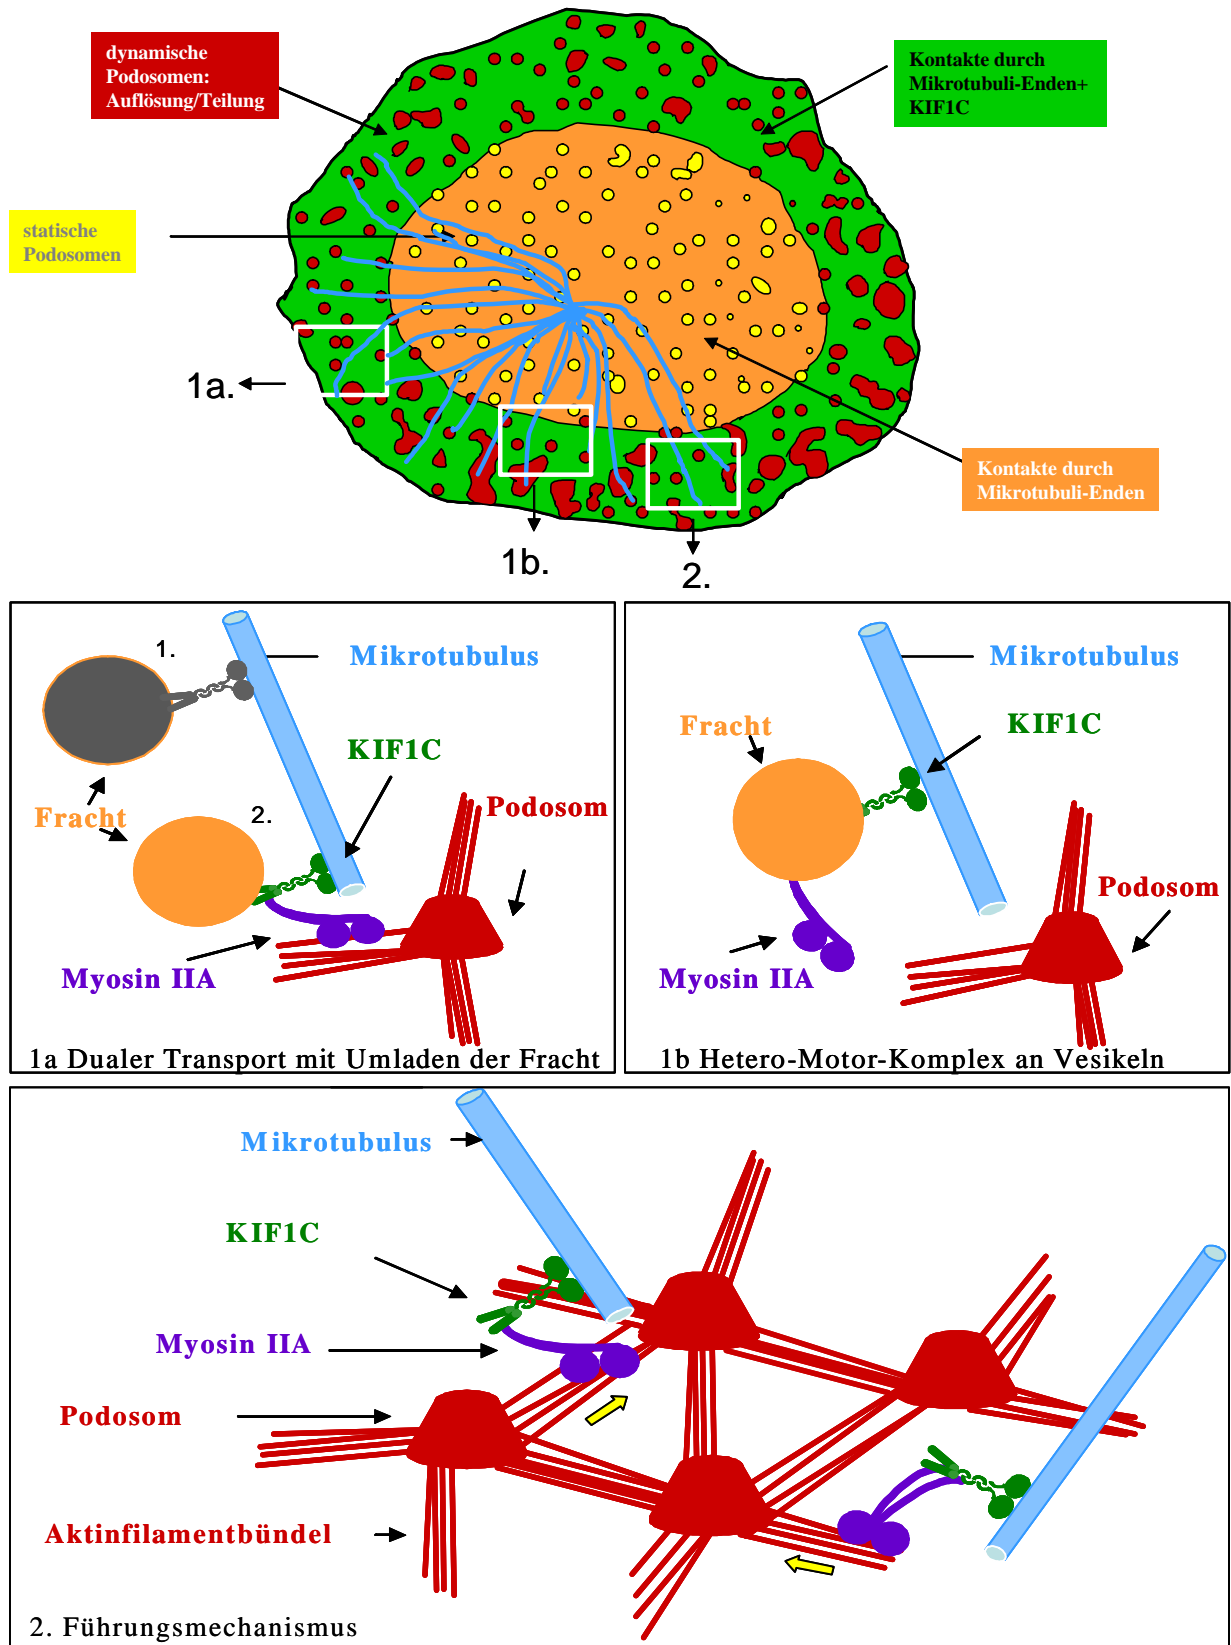 dynamische
Podosomen:
Auflösung/Teilung
Kontakte durch
Mikrotubuli-Enden+
KIF1C
statische
Podosomen
1a.
Kontakte durch
Mikrotubuli-Enden
1b.
2.
1.
Mikrotubulus
KIF1C
Fracht
2.
Podosom
Myosin IIA
1a Dualer Transport mit Umladen der Fracht
Mikrotubulus
Fracht
KIF1C
Podosom
Myosin IIA
1b Hetero-Motor-Komplex an Vesikeln
Mikrotubulus
KIF1C
Myosin IIA
Podosom
Aktinfilamentbündel
2. Führungsmechanismus